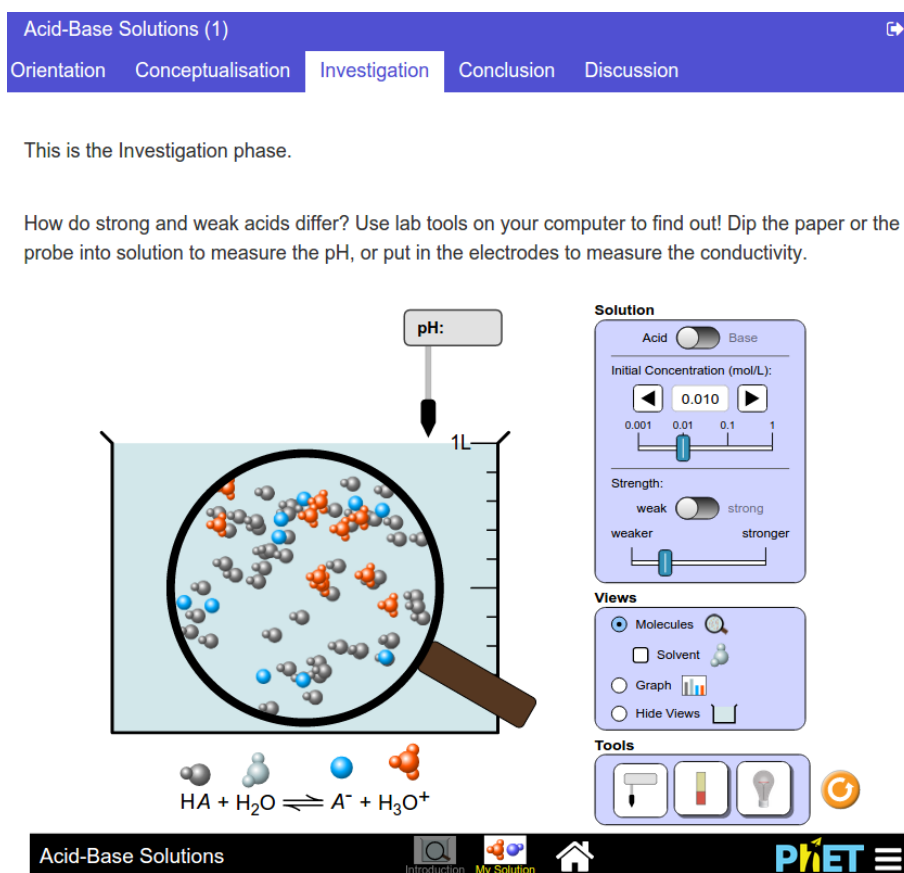 Acid-Base Solutions (1)
Orientation Conceptualisation Investigation Conclusion Discussion
This is the Investigation phase.
How do strong and weak acids differ? Use lab tools on your computer to find out! Dip the paper or the
probe into solution to measure the pH, or put in the electrodes to measure the conductivity.
pH:
1L
Solution
Acid Base
Initial Concentration (mol/L):
0.010
0.001 0.01 0.1 1
Strength:
weak strong
weaker stronger
Views
Molecules
Solvent
Graph
Hide Views
Tools
HA + H₂O ⇌ A⁻ + H₃O⁺
Acid-Base Solutions
Introduction My Solution
PhET